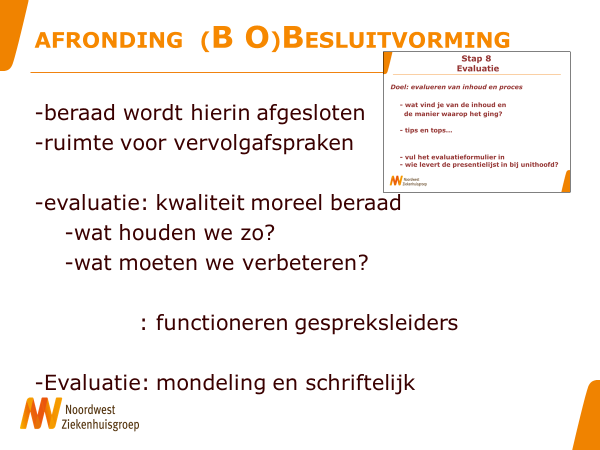 AFRONDING (B O)BESLUITVORMING
-beraad wordt hierin afgesloten
-ruimte voor vervolgafspraken
-evaluatie: kwaliteit moreel beraad
-wat houden we zo?
-wat moeten we verbeteren?
: functioneren gespreksleiders
-Evaluatie: mondeling en schriftelijk
Noordwest
Ziekenhuisgroep
Stap 8
Evaluatie
Doel: evalueren van inhoud en proces
- wat vind je van de inhoud en
de manier waarop het ging?
- tips en tops...
- vul het evaluatieformulier in
- wie levert de presentielijst in bij unithoofd?
Noordwest
Ziekenhuisgroep